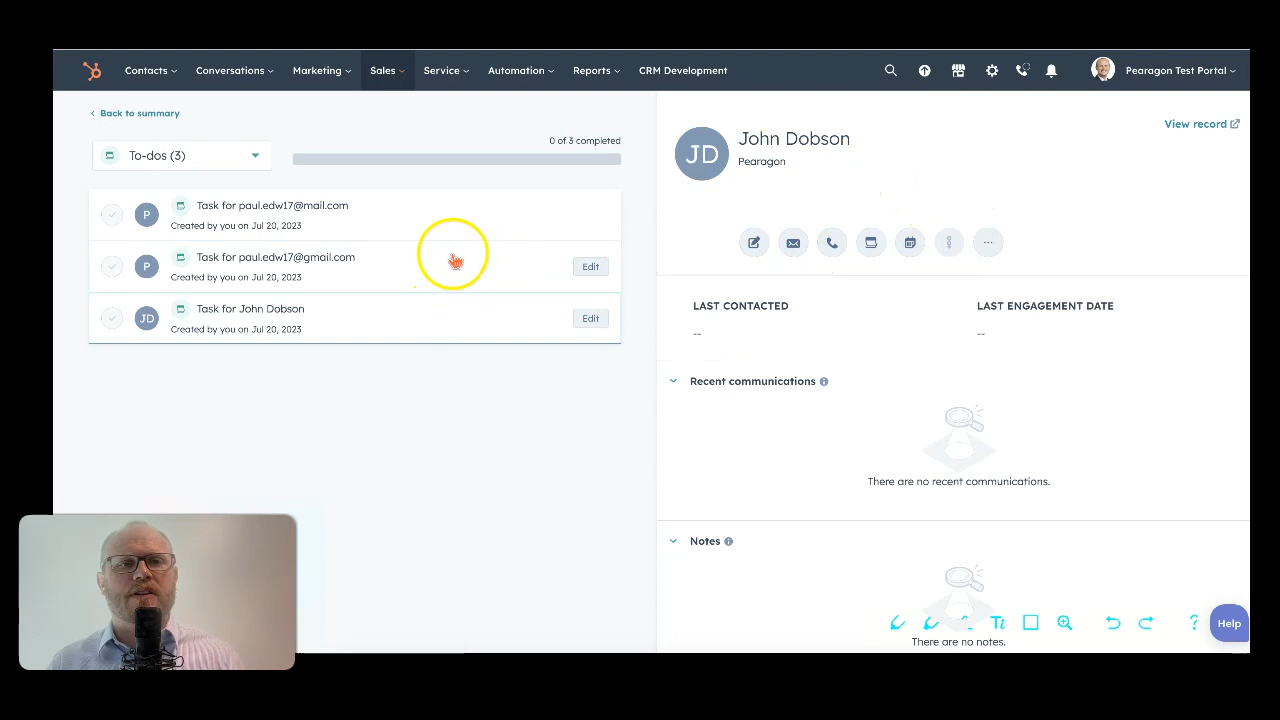 Contacts
Conversations
Marketing
Sales
Service
Automation
Reports
CRM Development
Pearagon Test Portal
Back to summary
To-dos (3)
0 of 3 completed
P
Task for paul.edw17@mail.com
Created by you on Jul 20, 2023
P
Task for paul.edw17@gmail.com
Created by you on Jul 20, 2023
Edit
JD
Task for John Dobson
Created by you on Jul 20, 2023
Edit
View record
JD
John Dobson
Pearagon
LAST CONTACTED
--
LAST ENGAGEMENT DATE
--
Recent communications
There are no recent communications.
Notes
There are no notes.
Tt
?
Help